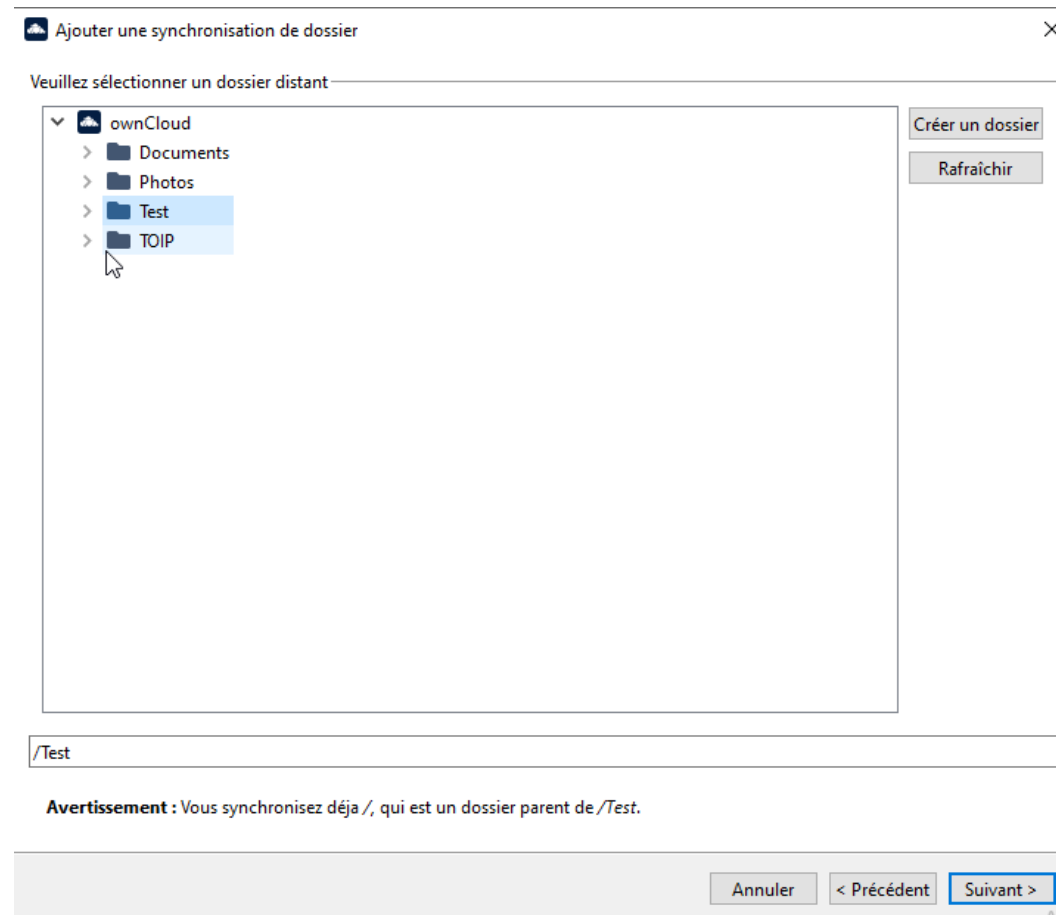 Ajouter une synchronisation de dossier
Veuillez sélectionner un dossier distant
ownCloud
Documents
Photos
Test
TOIP
Créer un dossier
Rafraîchir
/Test
Avertissement : Vous synchronisez déja /, qui est un dossier parent de /Test.
Annuler
< Précédent
Suivant >